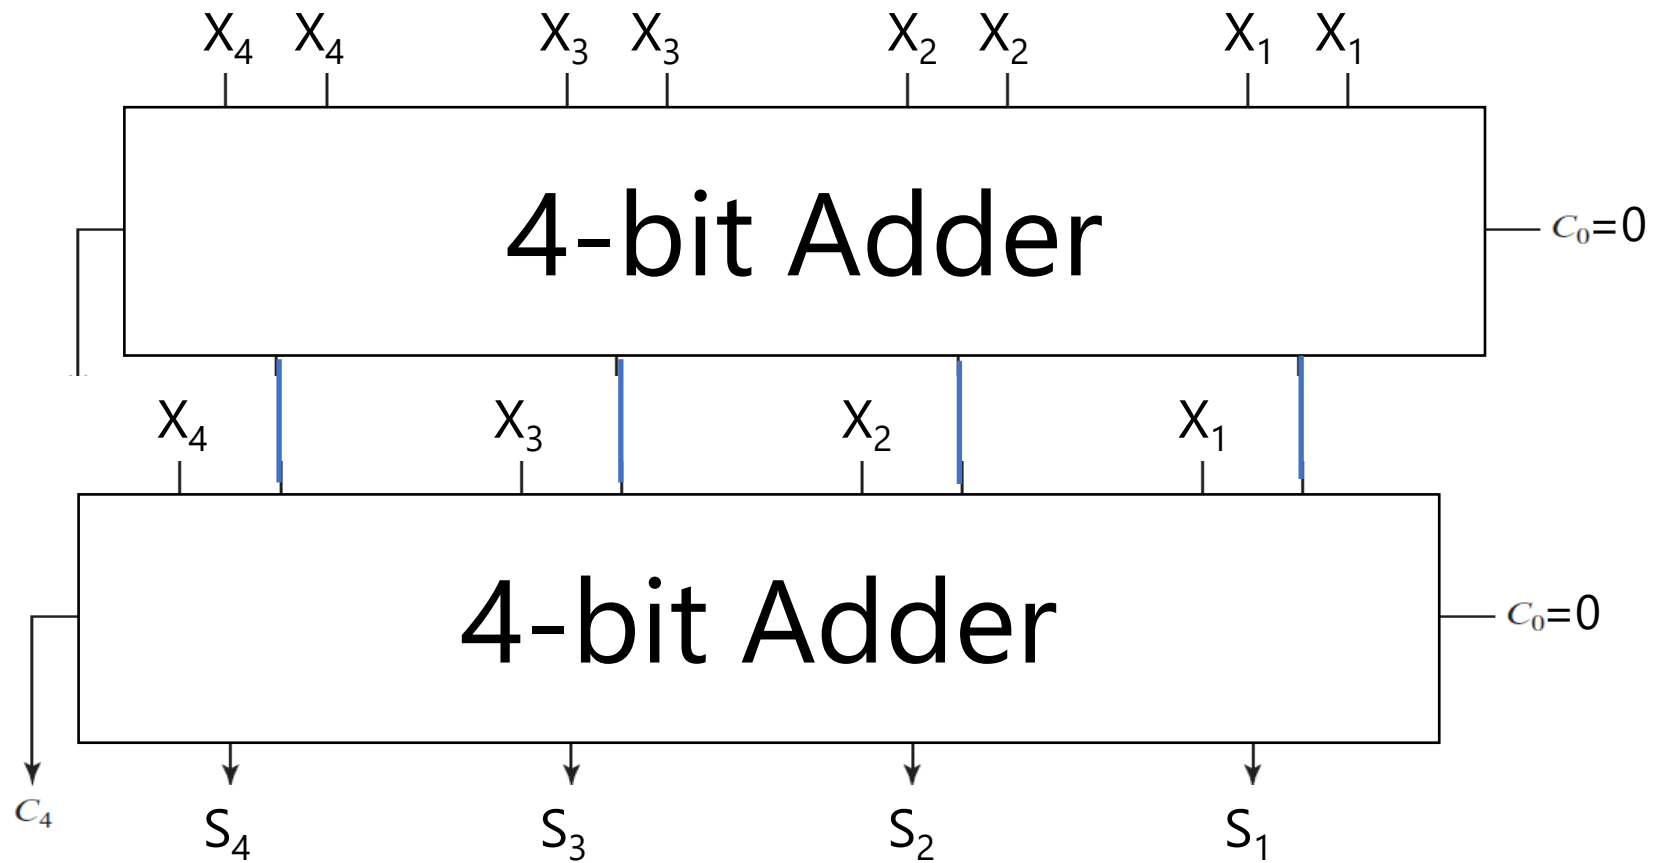 X₄ X₄ X₃ X₃ X₂ X₂ X₁ X₁
4-bit Adder
C₀=0
X₄ X₃ X₂ X₁
4-bit Adder
C₀=0
C₄
S₄ S₃ S₂ S₁